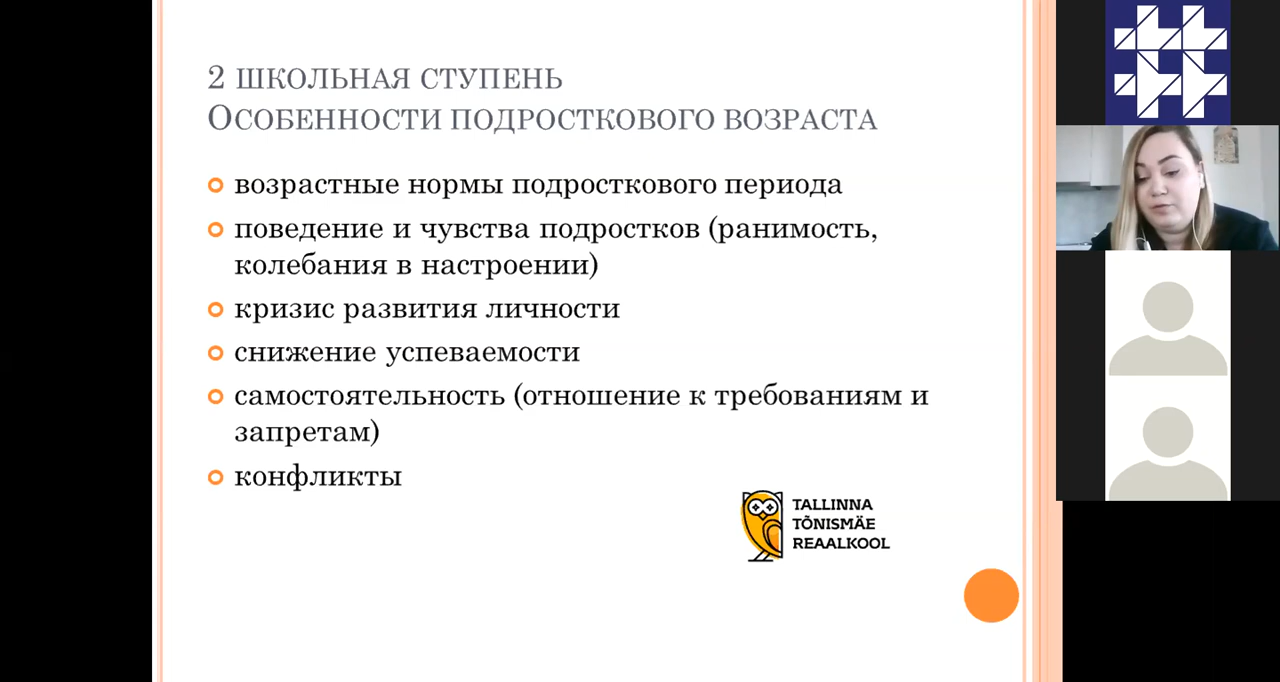 2 ШКОЛЬНАЯ СТУПЕНЬ
ОСОБЕННОСТИ ПОДРОСТКОВОГО ВОЗРАСТА
возрастные нормы подросткового периода
поведение и чувства подростков (ранимость,
колебания в настроении)
кризис развития личности
снижение успеваемости
самостоятельность (отношение к требованиям и
запретам)
конфликты
TALLINNA
TÕNISMÄE
REAALKOOL